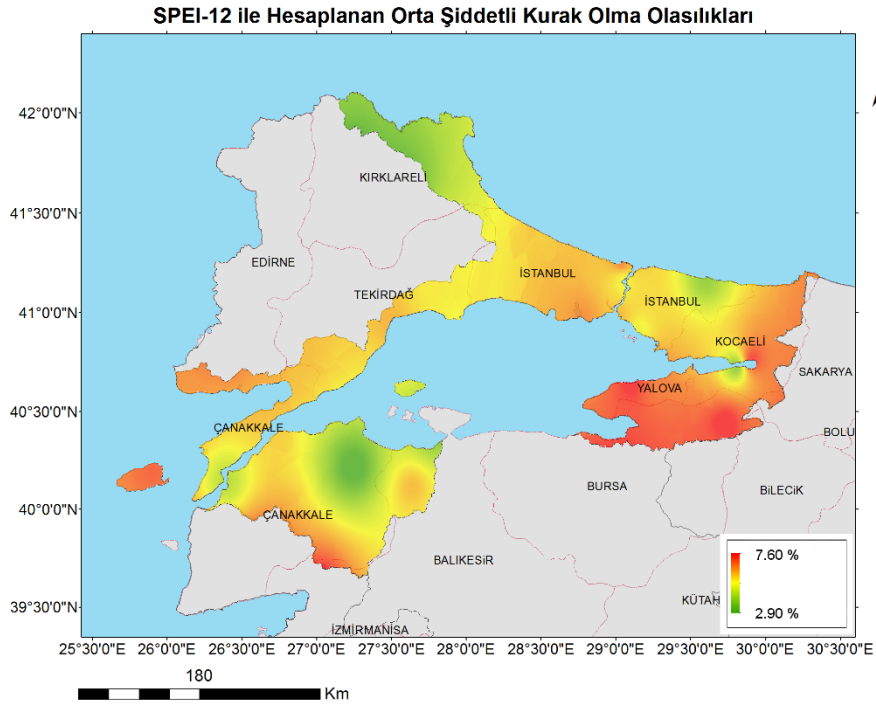 SPEI-12 ile Hesaplanan Orta Şiddetli Kurak Olma Olasılıkları
42°0'0"N
KIRKLARELİ
41°30'0"N
EDİRNE
İSTANBUL
TEKİRDAĞ
İSTANBUL
41°0'0"N
KOCAELİ
SAKARYA
YALOVA
40°30'0"N
ÇANAKKALE
BOLU
BURSA
BİLECİK
40°0'0"N
ÇANAKKALE
BALIKESİR
7.60 %
KÜTAH
2.90 %
39°30'0"N
İZMİRMANİSA
25°30'0"E 26°0'0"E 26°30'0"E 27°0'0"E 27°30'0"E 28°0'0"E 28°30'0"E 29°0'0"E 29°30'0"E 30°0'0"E 30°30'0"E
180
Km